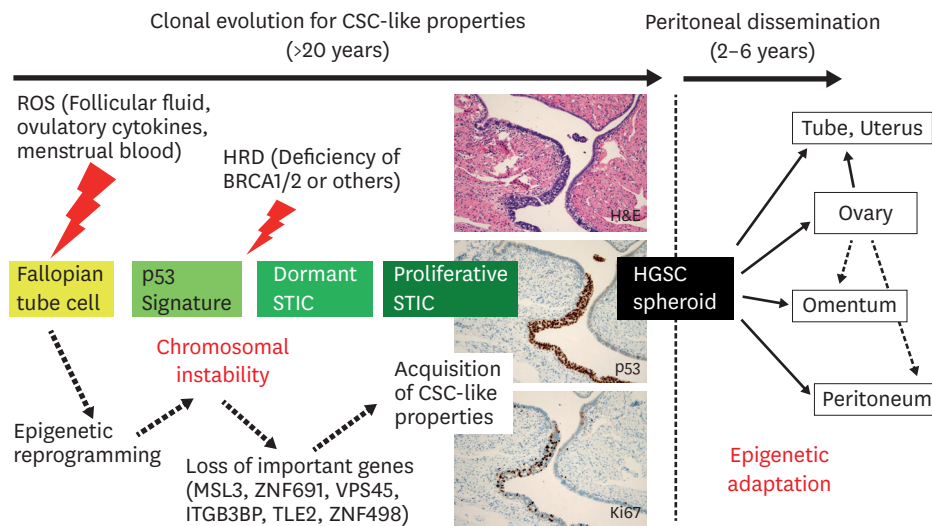 Clonal evolution for CSC-like properties
(>20 years)
Peritoneal dissemination
(2–6 years)
ROS (Follicular fluid,
ovulatory cytokines,
menstrual blood)
HRD (Deficiency of
BRCA1/2 or others)
H&E
Tube, Uterus
Ovary
Omentum
Peritoneum
Fallopian
tube cell
p53
Signature
Dormant
STIC
Proliferative
STIC
HGSC
spheroid
p53
Chromosomal
instability
Acquisition
of CSC-like
properties
Epigenetic
reprogramming
Loss of important genes
(MSL3, ZNF691, VPS45,
ITGB3BP, TLE2, ZNF498)
Ki67
Epigenetic
adaptation